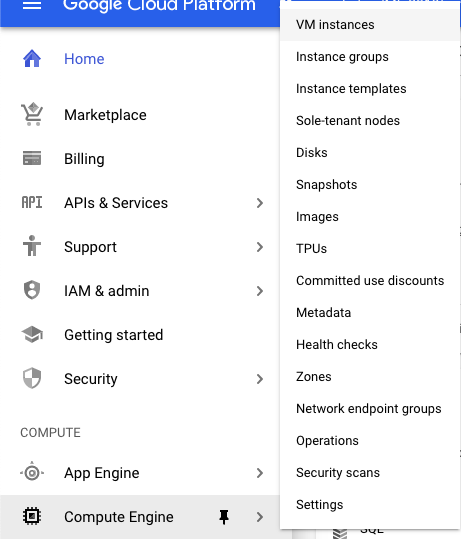 Google Cloud Platform
Home
Marketplace
Billing
API
APIs & Services
Support
IAM & admin
Getting started
Security
COMPUTE
App Engine
Compute Engine
VM instances
Instance groups
Instance templates
Sole-tenant nodes
Disks
Snapshots
Images
TPUs
Committed use discounts
Metadata
Health checks
Zones
Network endpoint groups
Operations
Security scans
Settings
SQL